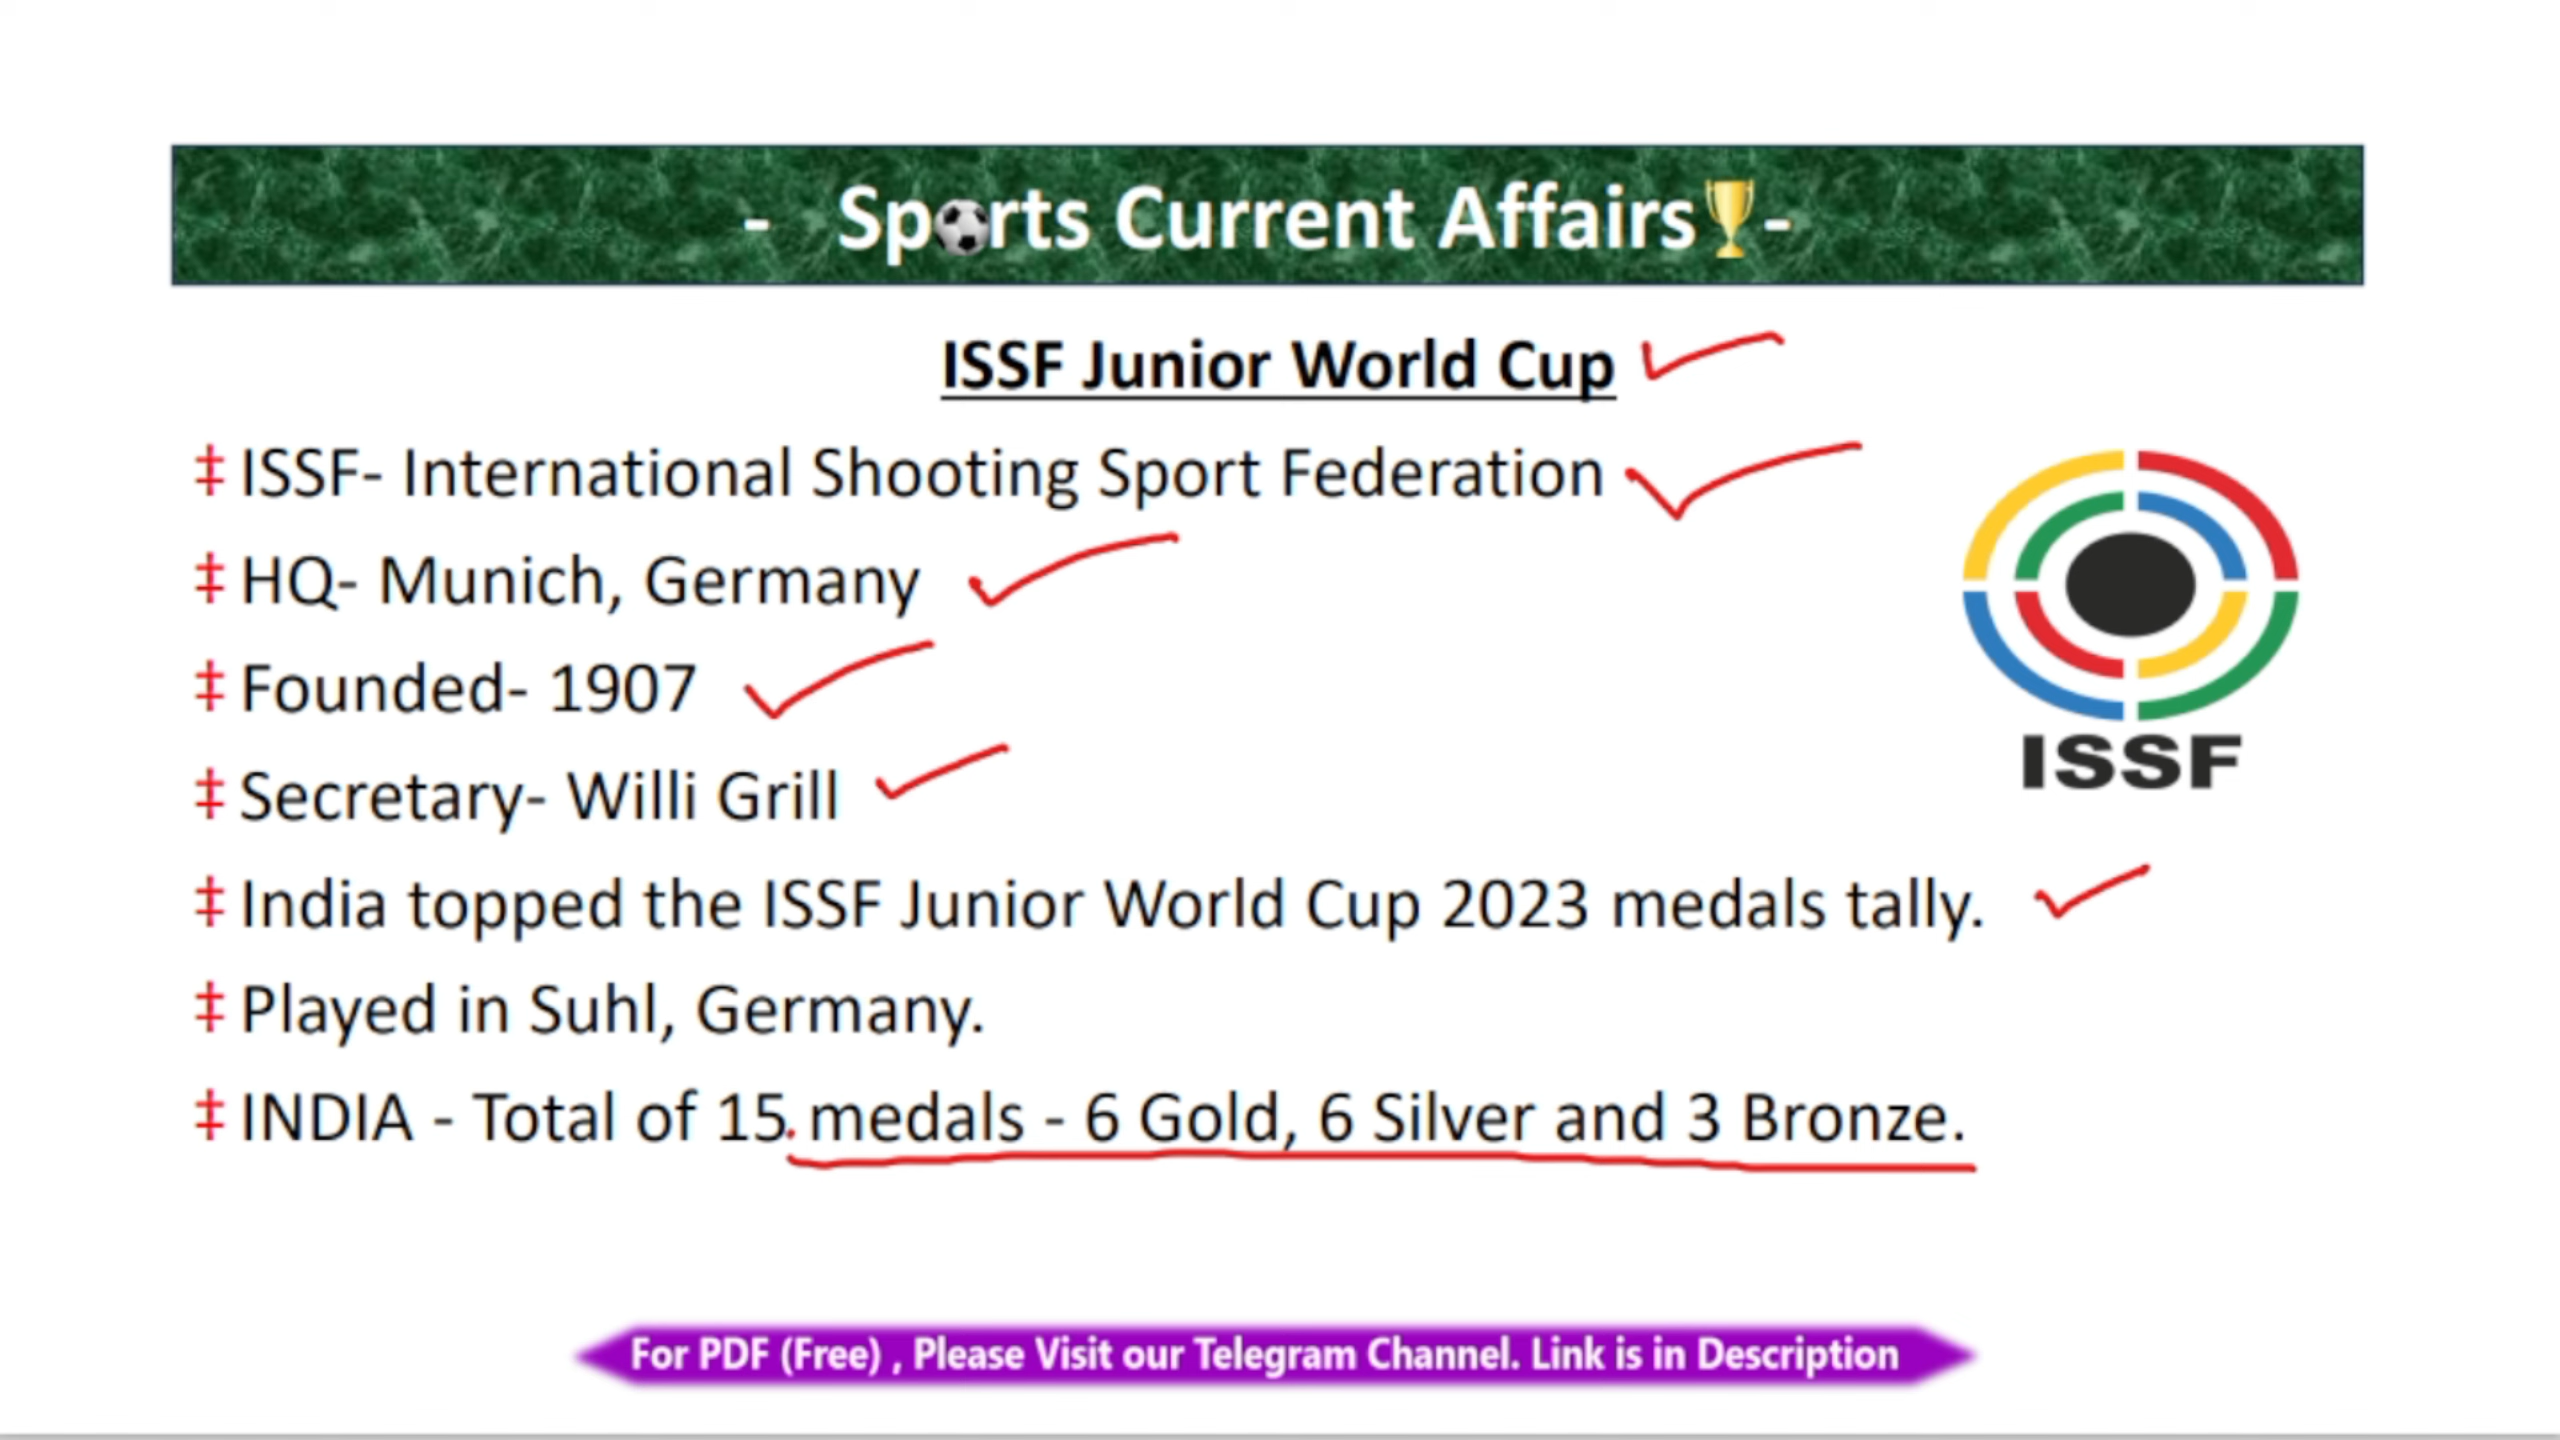 - Sports Current Affairs🏆-
ISSF Junior World Cup
‡ ISSF- International Shooting Sport Federation
‡ HQ- Munich, Germany
‡ Founded- 1907
‡ Secretary- Willi Grill
ISSF
‡ India topped the ISSF Junior World Cup 2023 medals tally.
‡ Played in Suhl, Germany.
‡ INDIA - Total of 15 medals - 6 Gold, 6 Silver and 3 Bronze.
For PDF (Free) , Please Visit our Telegram Channel. Link is in Description